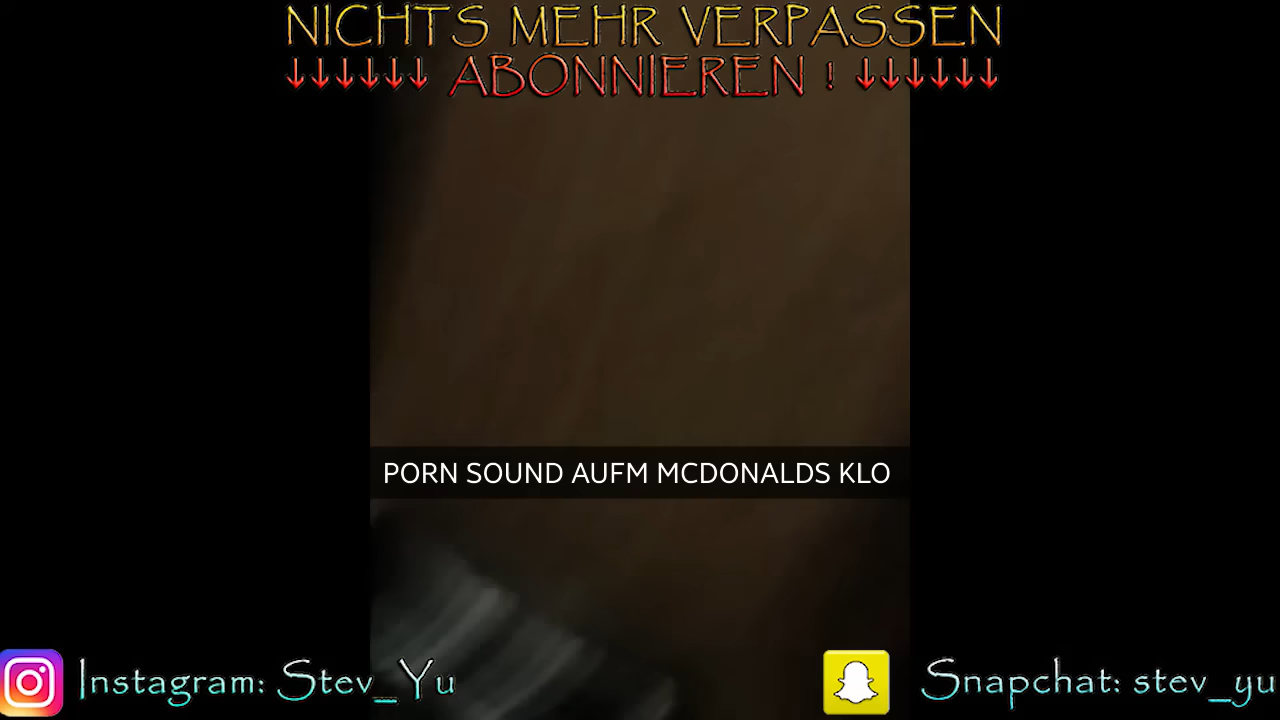 NICHTS MEHR VERPASSEN
↓↓↓↓↓↓ ABONNIEREN ! ↓↓↓↓↓↓
PORN SOUND AUFM MCDONALDS KLO
Instagram: Stev_Yu
Snapchat: stev_yu